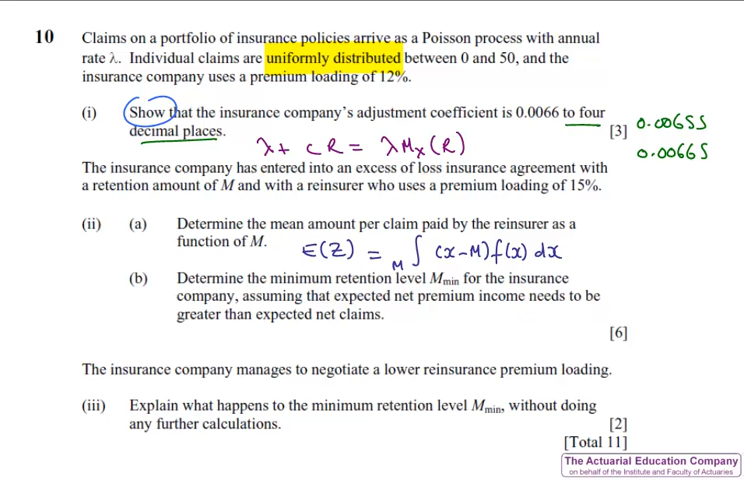 10 Claims on a portfolio of insurance policies arrive as a Poisson process with annual
rate λ. Individual claims are uniformly distributed between 0 and 50, and the
insurance company uses a premium loading of 12%.
(i) Show that the insurance company's adjustment coefficient is 0.0066 to four
decimal places. [3]
0.00655
0.00665
λ + cR = λ Mx(R)
The insurance company has entered into an excess of loss insurance agreement with
a retention amount of M and with a reinsurer who uses a premium loading of 15%.
(ii) (a) Determine the mean amount per claim paid by the reinsurer as a
function of M. E(Z) = M∫ (x-M) f(x) dx
(b) Determine the minimum retention level Mmin for the insurance
company, assuming that expected net premium income needs to be
greater than expected net claims.
[6]
The insurance company manages to negotiate a lower reinsurance premium loading.
(iii) Explain what happens to the minimum retention level Mmin, without doing
any further calculations. [2]
[Total 11]
The Actuarial Education Company
on behalf of the Institute and Faculty of Actuaries